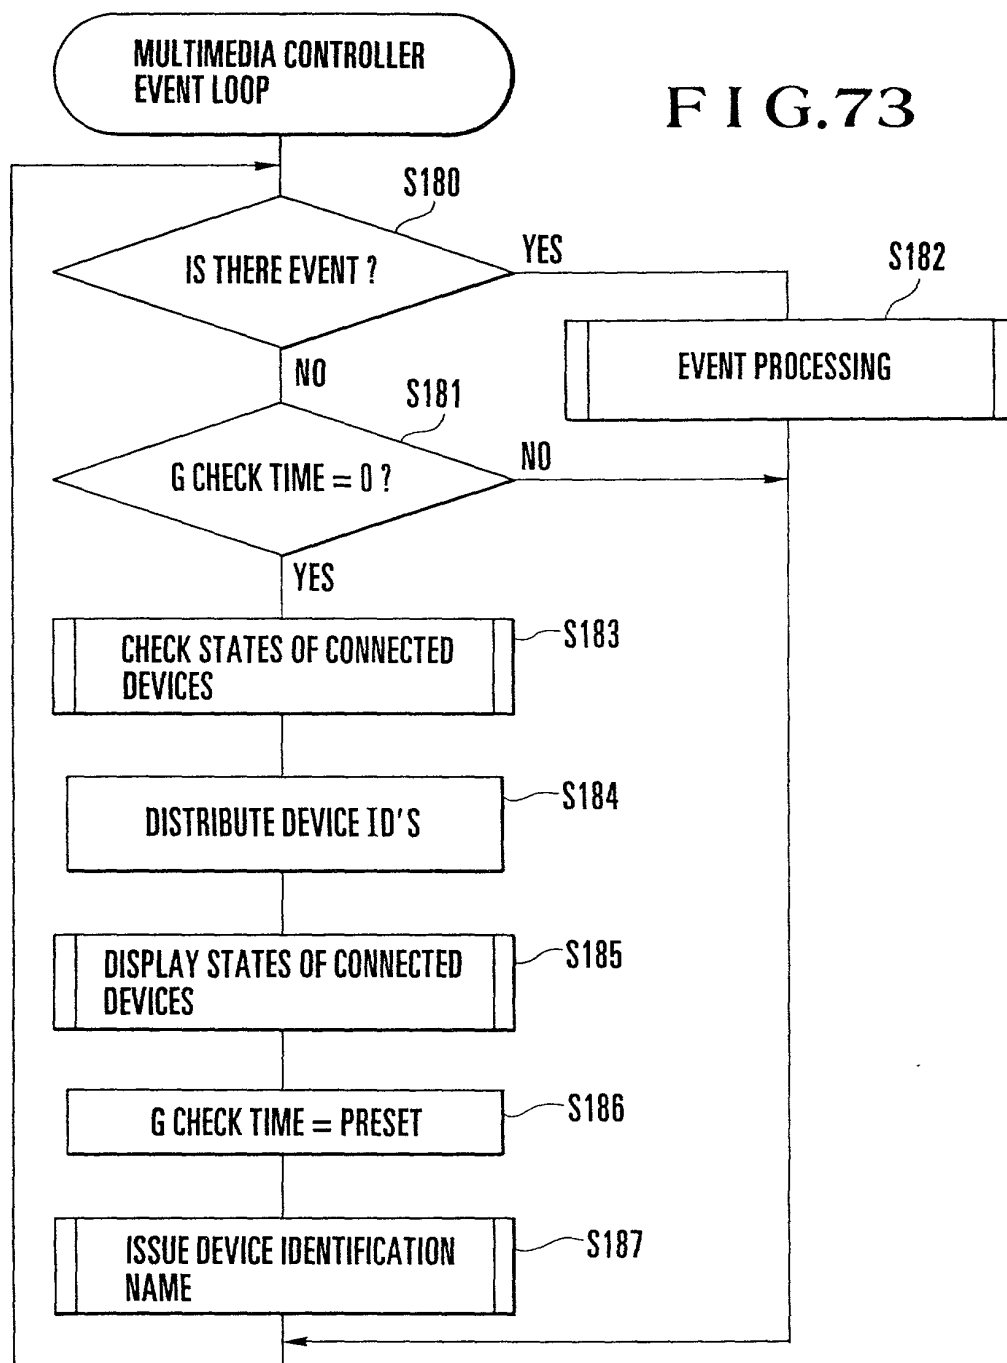 MULTIMEDIA CONTROLLER
EVENT LOOP
FIG.73
S180
IS THERE EVENT ?
YES
S182
EVENT PROCESSING
NO
S181
G CHECK TIME = 0 ?
NO
YES
CHECK STATES OF CONNECTED
DEVICES
S183
DISTRIBUTE DEVICE ID'S
S184
DISPLAY STATES OF CONNECTED
DEVICES
S185
G CHECK TIME = PRESET
S186
ISSUE DEVICE IDENTIFICATION
NAME
S187